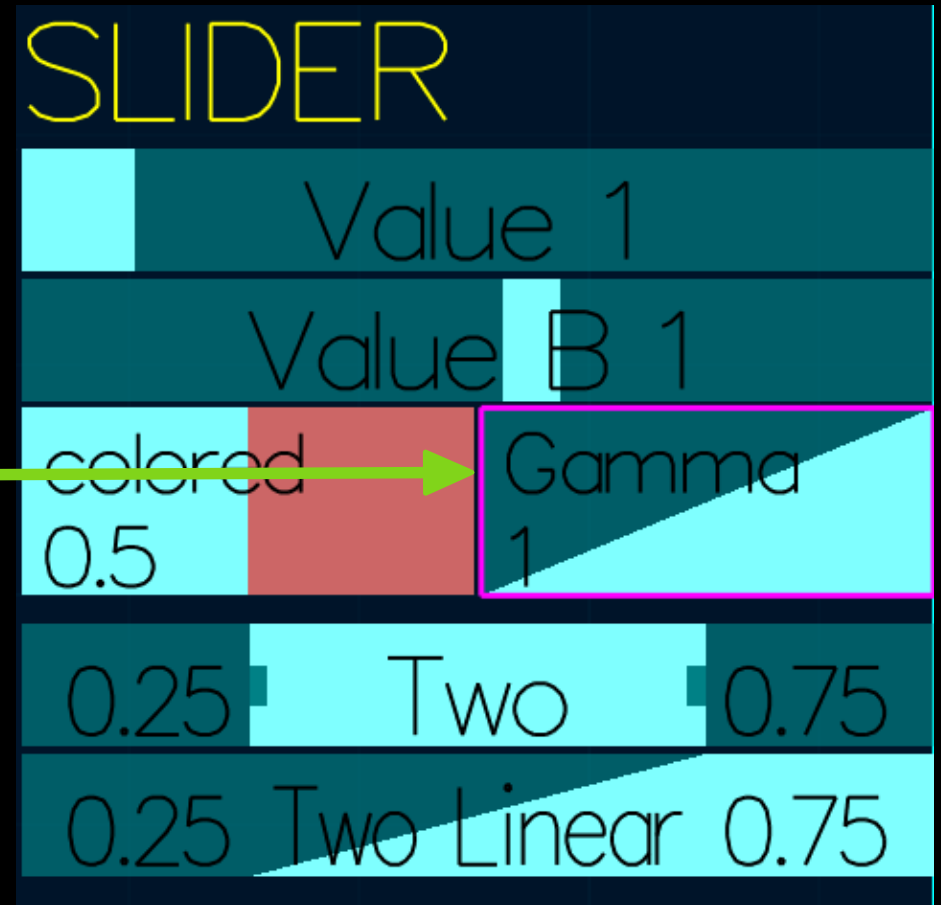 SLIDER
Value 1
Value B 1
colored
0.5
Gamma
1
0.25 Two 0.75
0.25 Two Linear 0.75